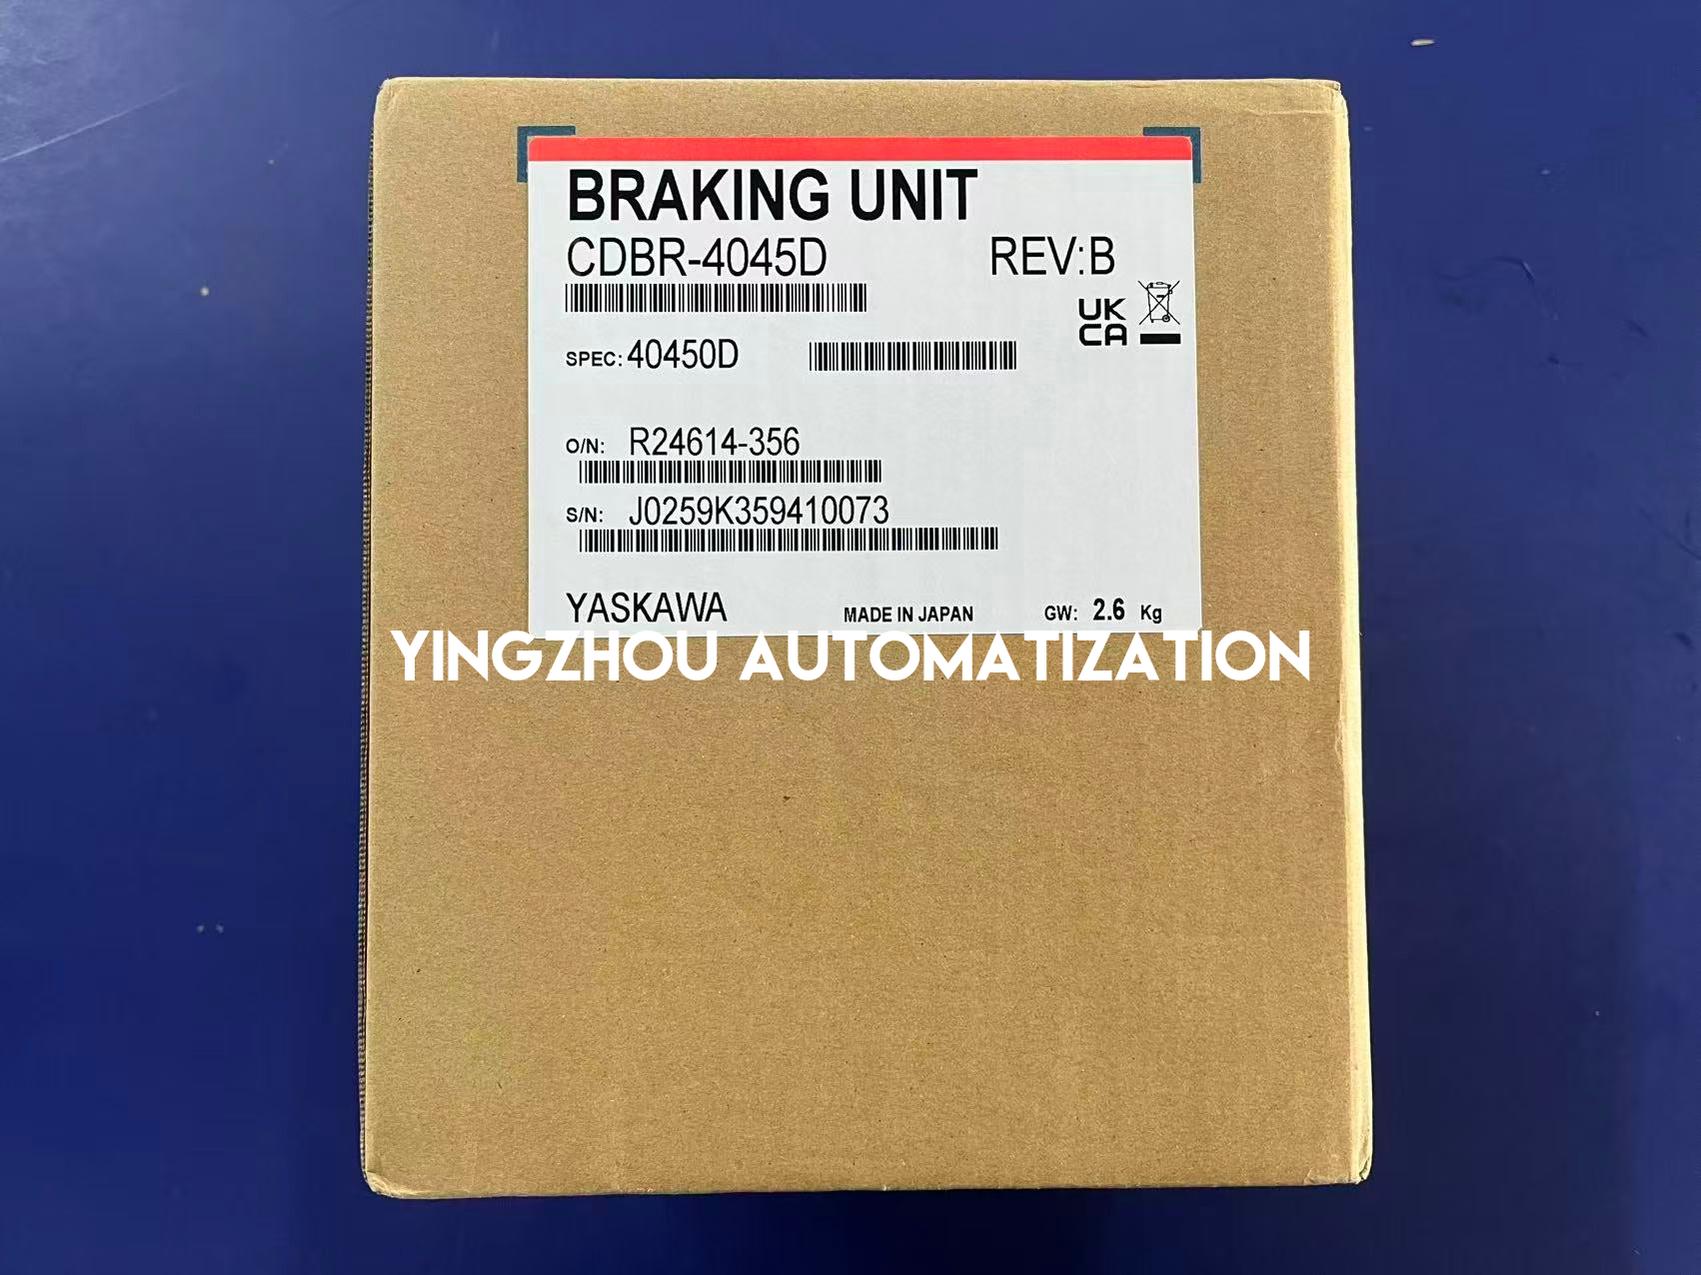 BRAKING UNIT
CDBR-4045D REV:B
UK
CA
SPEC: 40450D
O/N: R24614-356
S/N: J0259K359410073
YASKAWA MADE IN JAPAN GW: 2.6 Kg
YINGZHOU AUTOMATIZATION